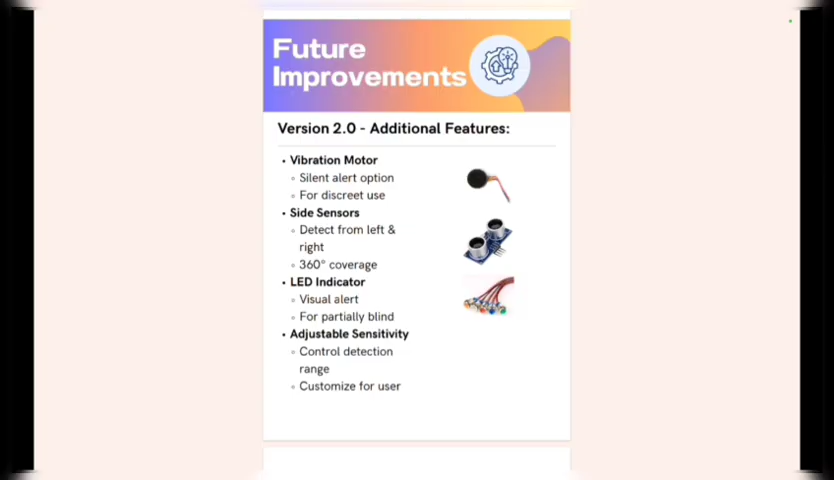 Future
Improvements
Version 2.0 - Additional Features:
• Vibration Motor
Silent alert option
For discreet use
• Side Sensors
Detect from left &
right
360° coverage
• LED Indicator
Visual alert
For partially blind
• Adjustable Sensitivity
Control detection
range
Customize for user